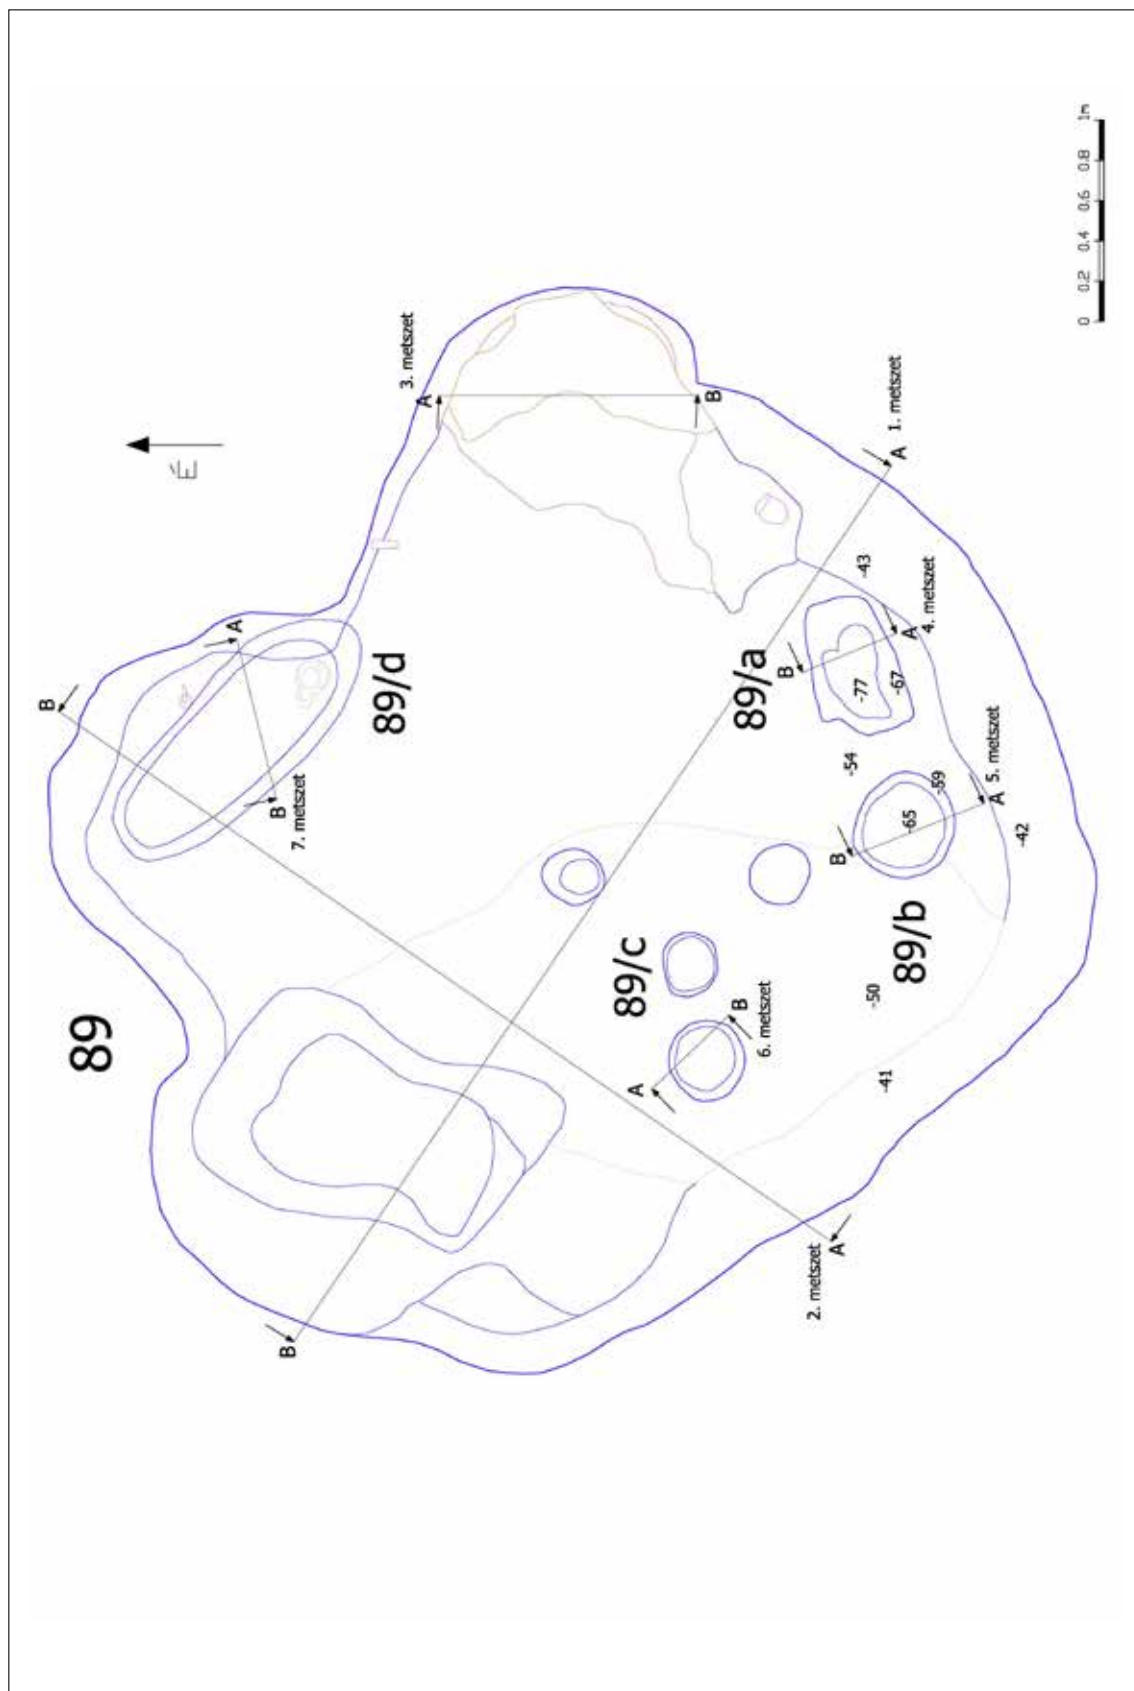 0 0.2 0.4 0.6 0.8 1m
É
89
89/a
89/b
89/c
89/d
A 1. metszet
B
2. metszet
A
B
3. metszet
A
B
B
A
4. metszet
B
A
5. metszet
A
B
6. metszet
A
B
7. metszet
-43
-77
-67
-54
-59
-65
-42
-50
-41